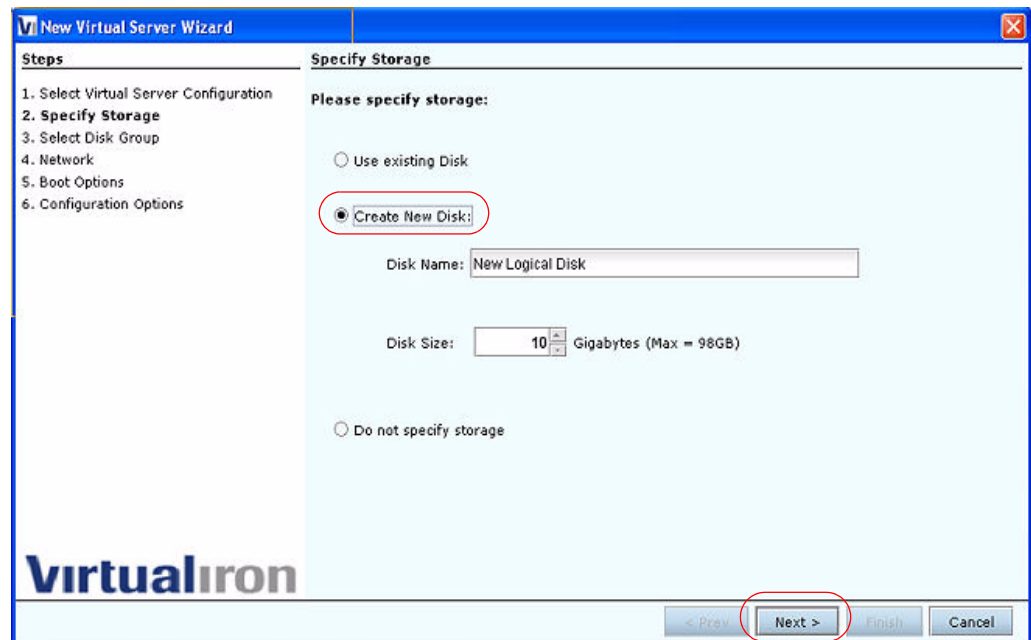 VI New Virtual Server Wizard
Steps
1. Select Virtual Server Configuration
2. Specify Storage
3. Select Disk Group
4. Network
5. Boot Options
6. Configuration Options
Specify Storage
Please specify storage:
Use existing Disk
Create New Disk:
Disk Name: New Logical Disk
Disk Size: 10 Gigabytes (Max = 98GB)
Do not specify storage
Virtualiron
< Prev Next > Finish Cancel